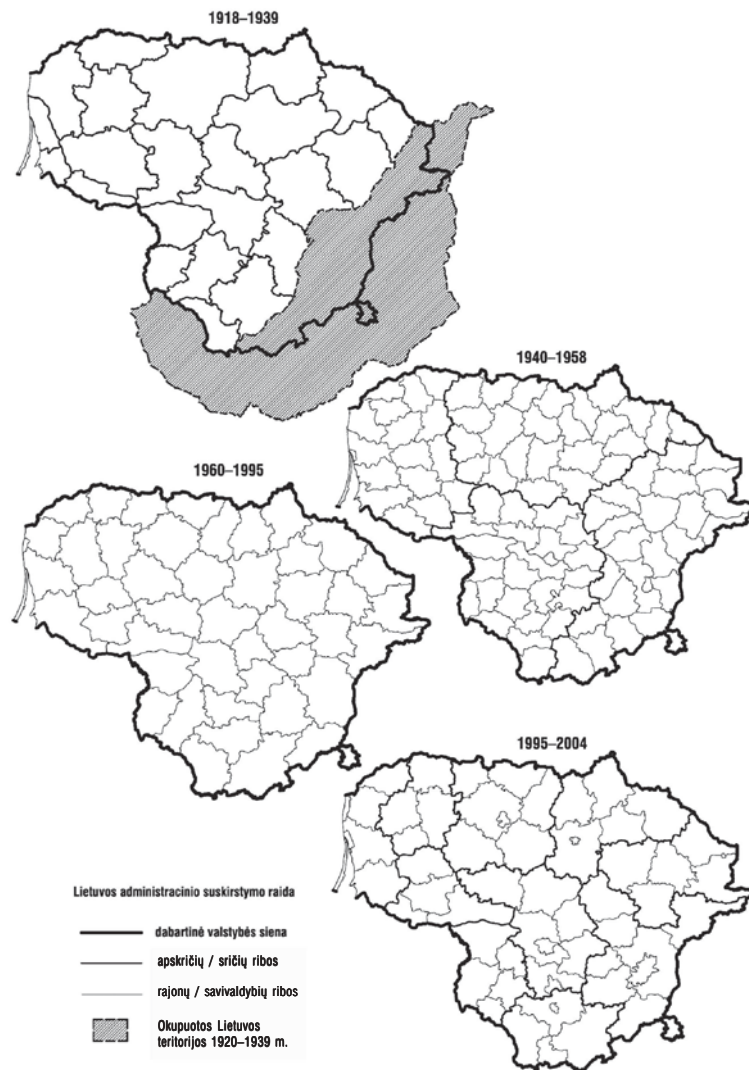 1918–1939
1940–1958
1960–1995
1995–2004
Lietuvos administracinio suskirstymo raida
dabartinė valstybės siena
apskričių / sričių ribos
rajonų / savivaldybių ribos
Okupuotos Lietuvos
teritorijos 1920–1939 m.